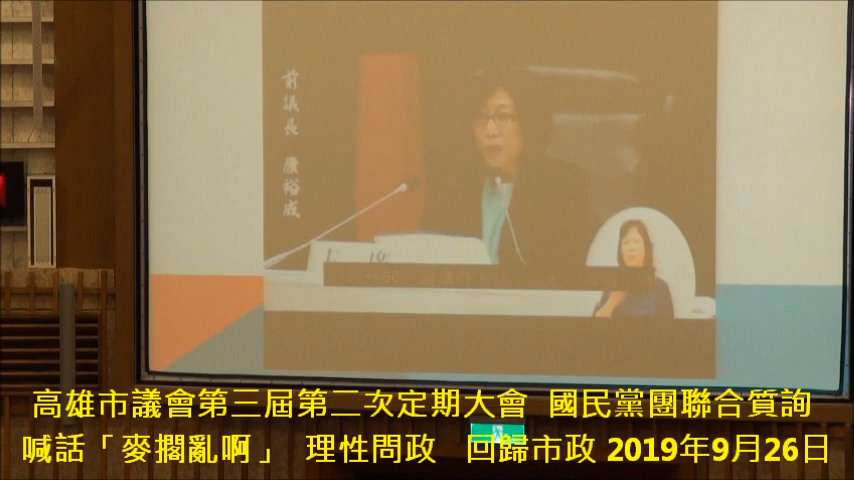 前議長 康裕成
主席
高雄市議會第三屆第二次定期大會 國民黨團聯合質詢
喊話「麥擱亂啊」 理性問政 回歸市政 2019年9月26日